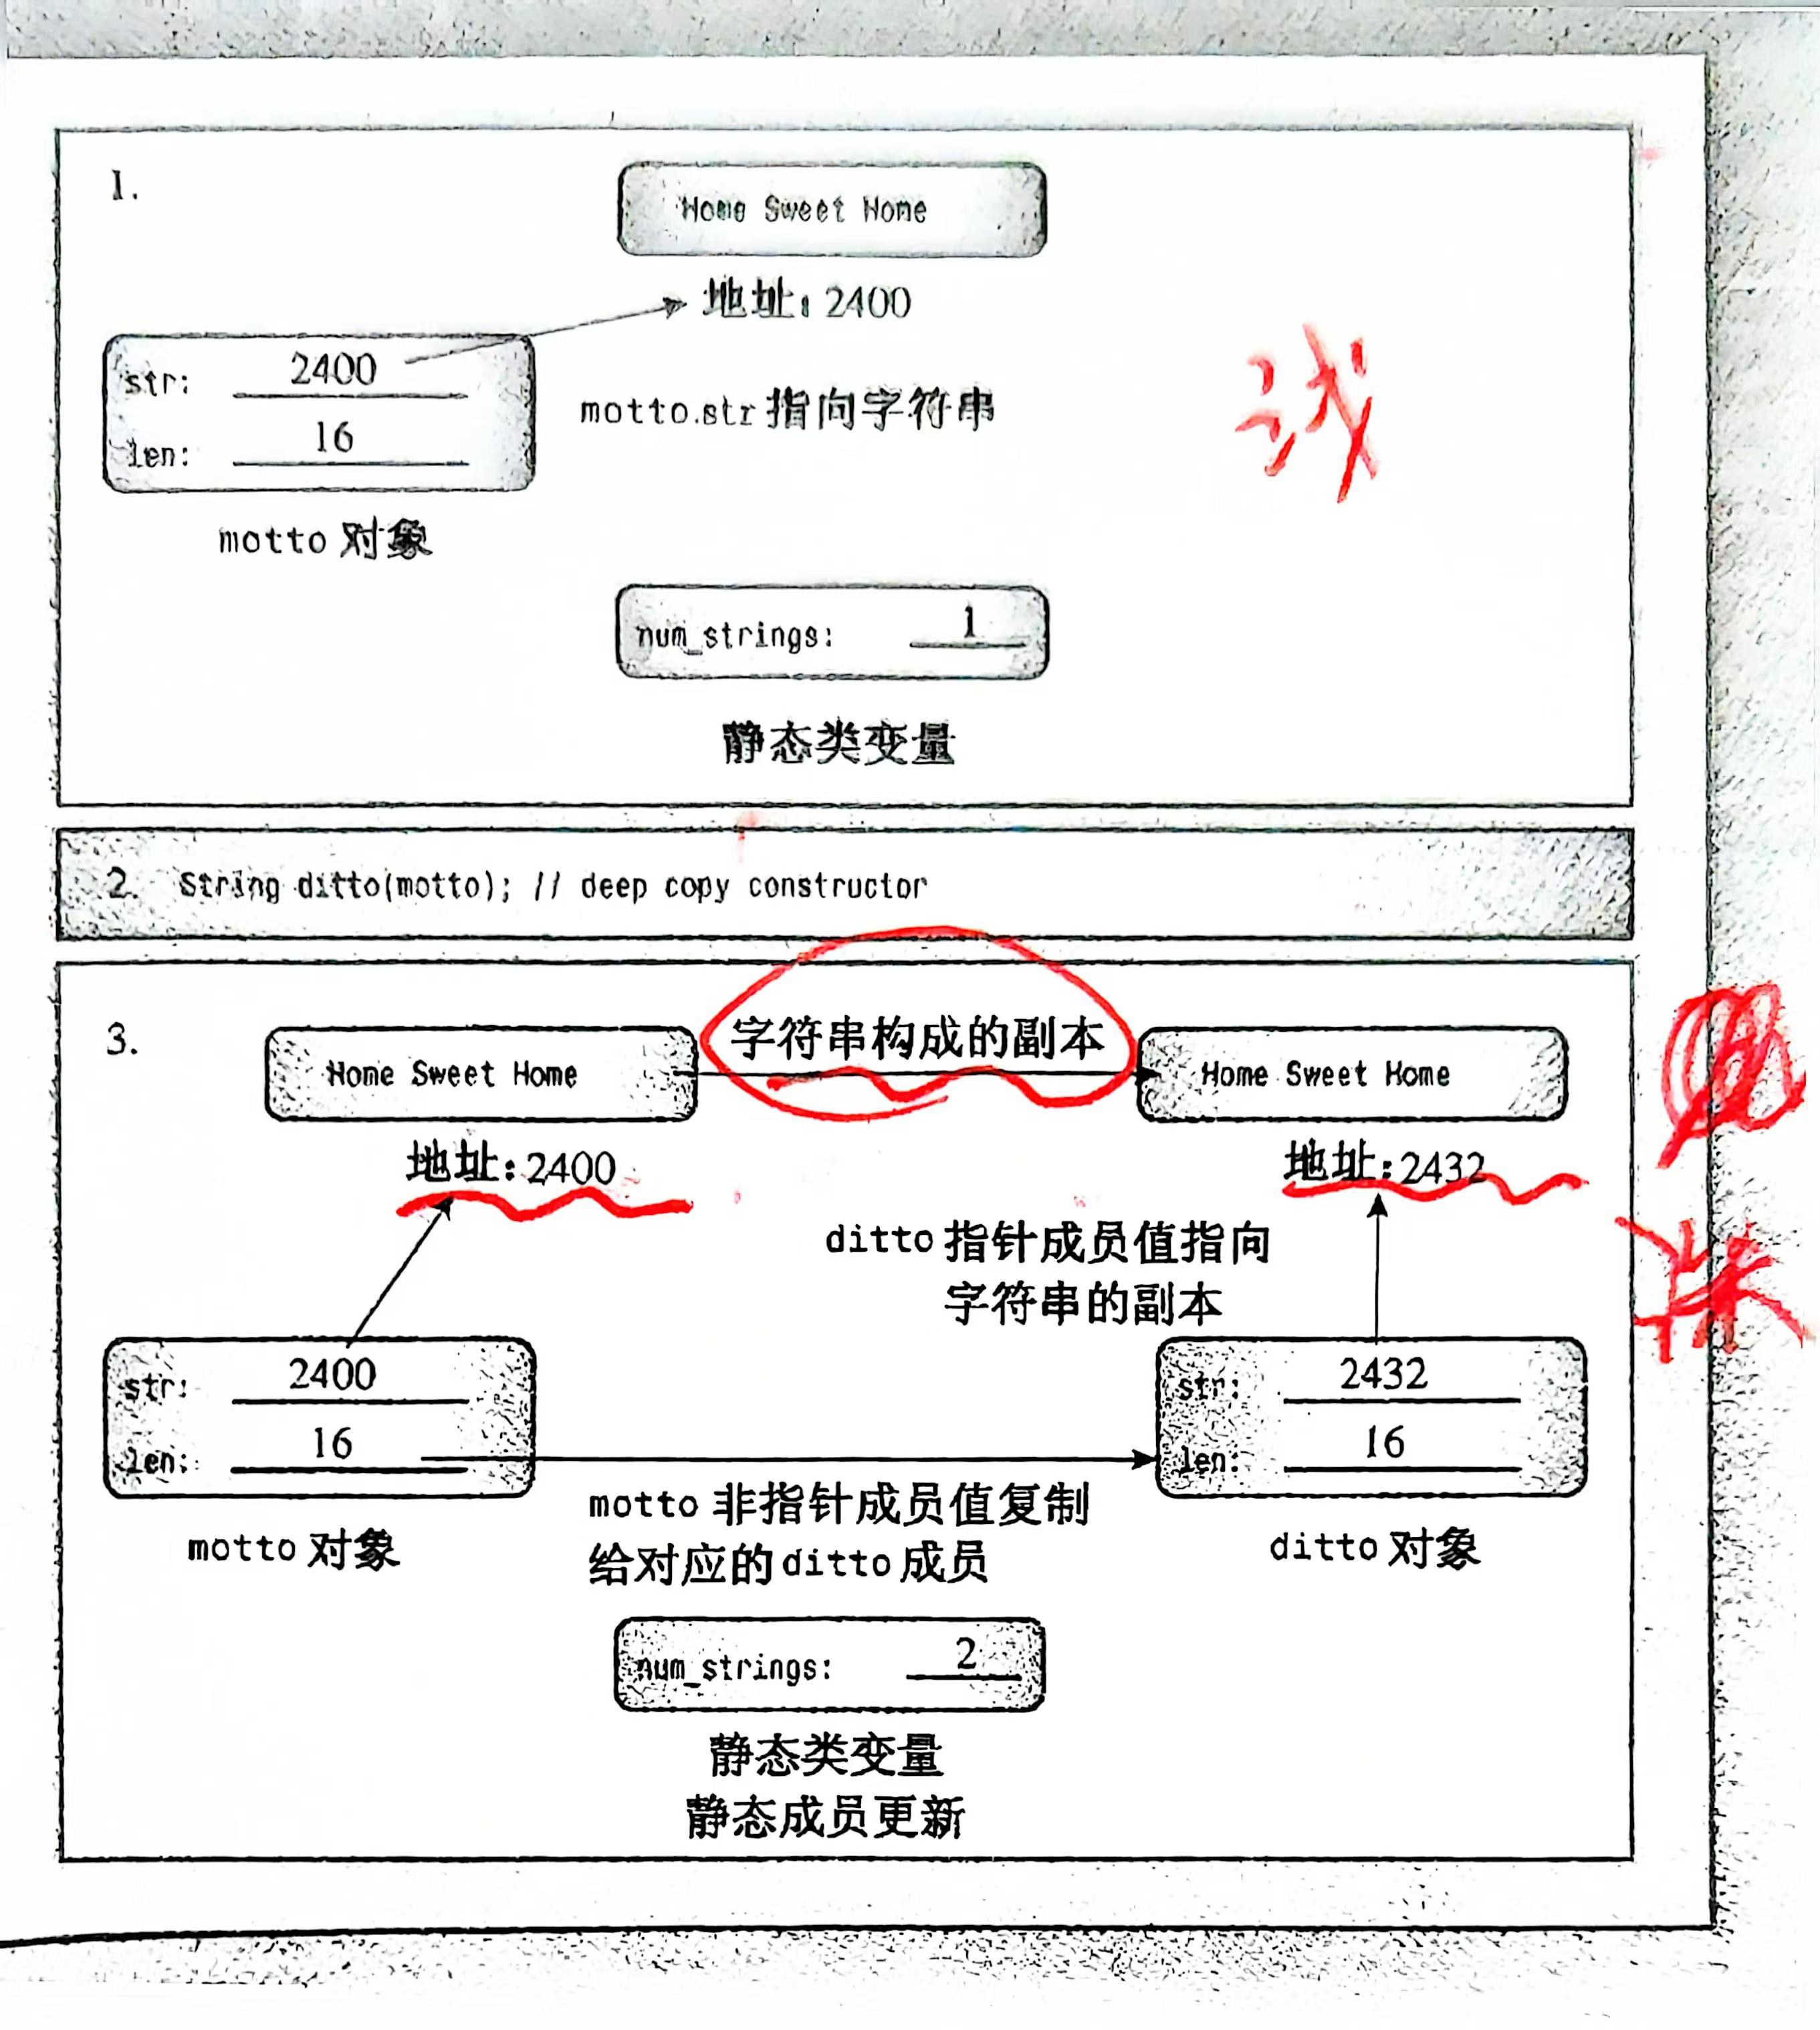 1.
Home Sweet Home
地址：2400
str: 2400
len: 16
motto.str 指向字符串
浅
motto 对象
num_strings: 1
静态类变量
2. String ditto(motto); // deep copy constructor
3.
字符串构成的副本
Home Sweet Home
Home Sweet Home
地址：2400
地址：2432
ditto 指针成员值指向
字符串的副本
str: 2400
len: 16
str: 2432
len: 16
motto 非指针成员值复制
给对应的 ditto 成员
motto 对象
ditto 对象
num_strings: 2
静态类变量
静态成员更新